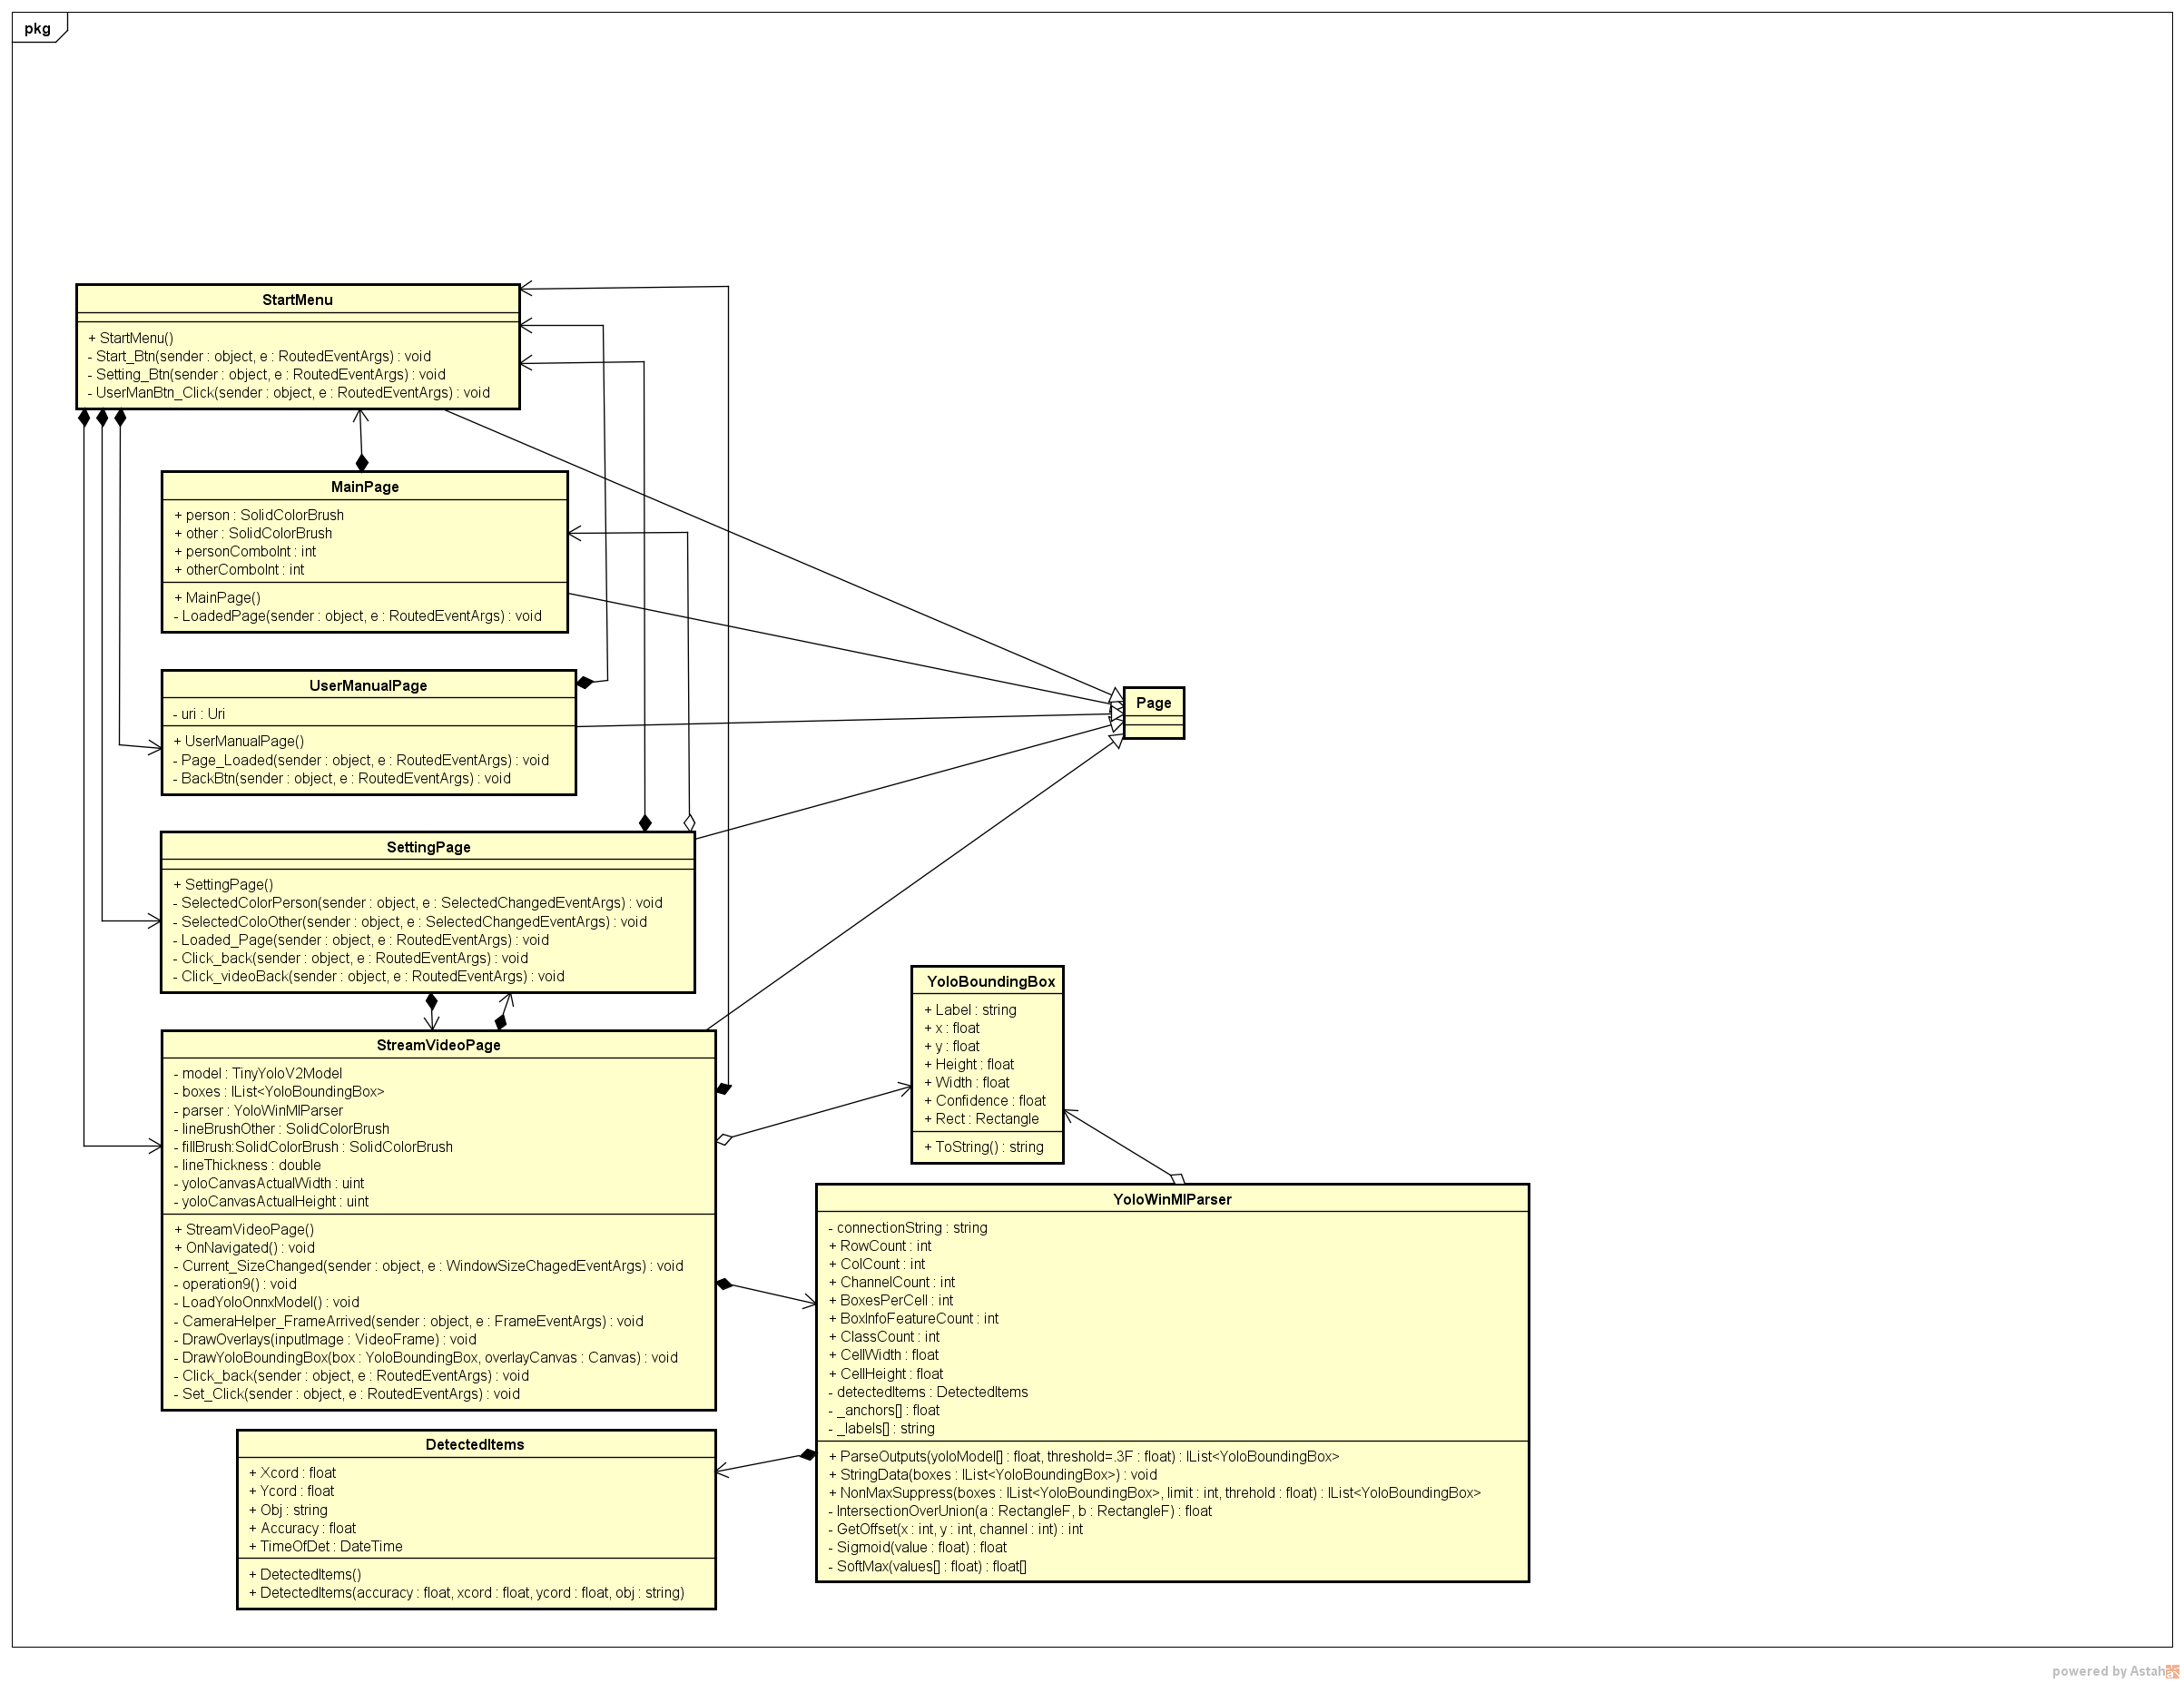 pkg
StartMenu
+ StartMenu()
- Start_Btn(sender : object, e : RoutedEventArgs) : void
- Setting_Btn(sender : object, e : RoutedEventArgs) : void
- UserManBtn_Click(sender : object, e : RoutedEventArgs) : void
MainPage
+ person : SolidColorBrush
+ other : SolidColorBrush
+ personComboInt : int
+ otherComboInt : int
+ MainPage()
- LoadedPage(sender : object, e : RoutedEventArgs) : void
UserManualPage
- uri : Uri
+ UserManualPage()
- Page_Loaded(sender : object, e : RoutedEventArgs) : void
- BackBtn(sender : object, e : RoutedEventArgs) : void
Page
SettingPage
+ SettingPage()
- SelectedColorPerson(sender : object, e : SelectedChangedEventArgs) : void
- SelectedColoOther(sender : object, e : SelectedChangedEventArgs) : void
- Loaded_Page(sender : object, e : RoutedEventArgs) : void
- Click_back(sender : object, e : RoutedEventArgs) : void
- Click_videoBack(sender : object, e : RoutedEventArgs) : void
StreamVideoPage
- model : TinyYoloV2Model
- boxes : IList<YoloBoundingBox>
- parser : YoloWinMlParser
- lineBrushOther : SolidColorBrush
- fillBrush:SolidColorBrush : SolidColorBrush
- lineThickness : double
- yoloCanvasActualWidth : uint
- yoloCanvasActualHeight : uint
+ StreamVideoPage()
+ OnNavigated() : void
- Current_SizeChanged(sender : object, e : WindowSizeChagedEventArgs) : void
- operation9() : void
- LoadYoloOnnxModel() : void
- CameraHelper_FrameArrived(sender : object, e : FrameEventArgs) : void
- DrawOverlays(inputImage : VideoFrame) : void
- DrawYoloBoundingBox(box : YoloBoundingBox, overlayCanvas : Canvas) : void
- Click_back(sender : object, e : RoutedEventArgs) : void
- Set_Click(sender : object, e : RoutedEventArgs) : void
YoloBoundingBox
+ Label : string
+ x : float
+ y : float
+ Height : float
+ Width : float
+ Confidence : float
+ Rect : Rectangle
+ ToString() : string
YoloWinMlParser
- connectionString : string
+ RowCount : int
+ ColCount : int
+ ChannelCount : int
+ BoxesPerCell : int
+ BoxInfoFeatureCount : int
+ ClassCount : int
+ CellWidth : float
+ CellHeight : float
- detectedItems : DetectedItems
- _anchors[] : float
- _labels[] : string
+ ParseOutputs(yoloModel[] : float, threshold=.3F : float) : IList<YoloBoundingBox>
+ StringData(boxes : IList<YoloBoundingBox>) : void
+ NonMaxSuppress(boxes : IList<YoloBoundingBox>, limit : int, threhold : float) : IList<YoloBoundingBox>
- IntersectionOverUnion(a : RectangleF, b : RectangleF) : float
- GetOffset(x : int, y : int, channel : int) : int
- Sigmoid(value : float) : float
- SoftMax(values[] : float) : float[]
DetectedItems
+ Xcord : float
+ Ycord : float
+ Obj : string
+ Accuracy : float
+ TimeOfDet : DateTime
+ DetectedItems()
+ DetectedItems(accuracy : float, xcord : float, ycord : float, obj : string)
powered by Astah